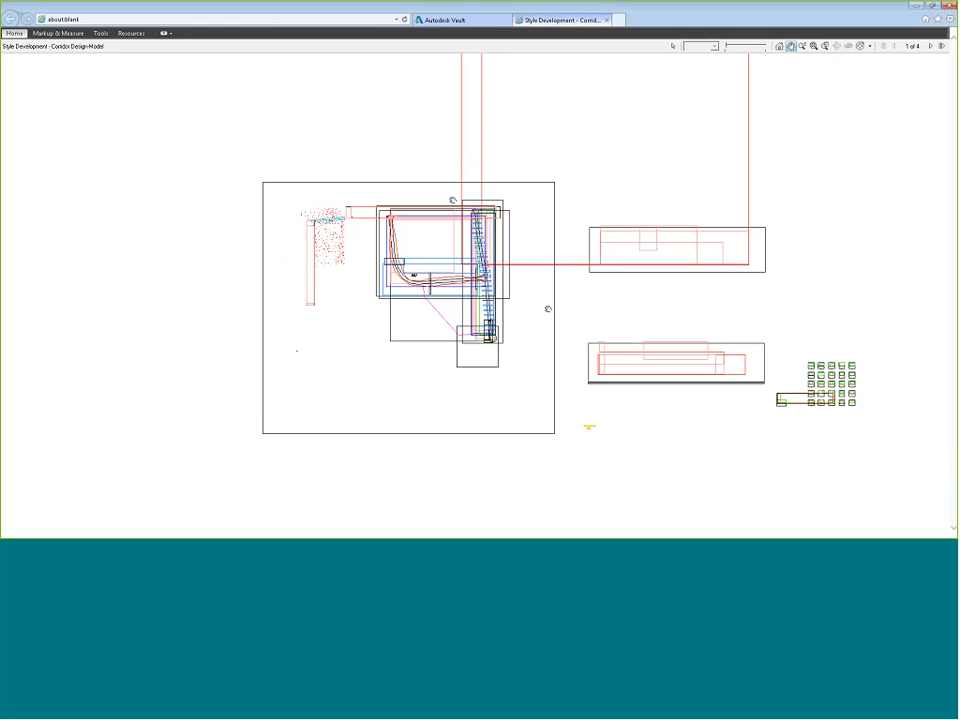 about:blank
Autodesk Vault
Style Development - Corrid...
Home
Markup & Measure
Tools
Resources
Style Development - Corridor Design-Model
1 of 4